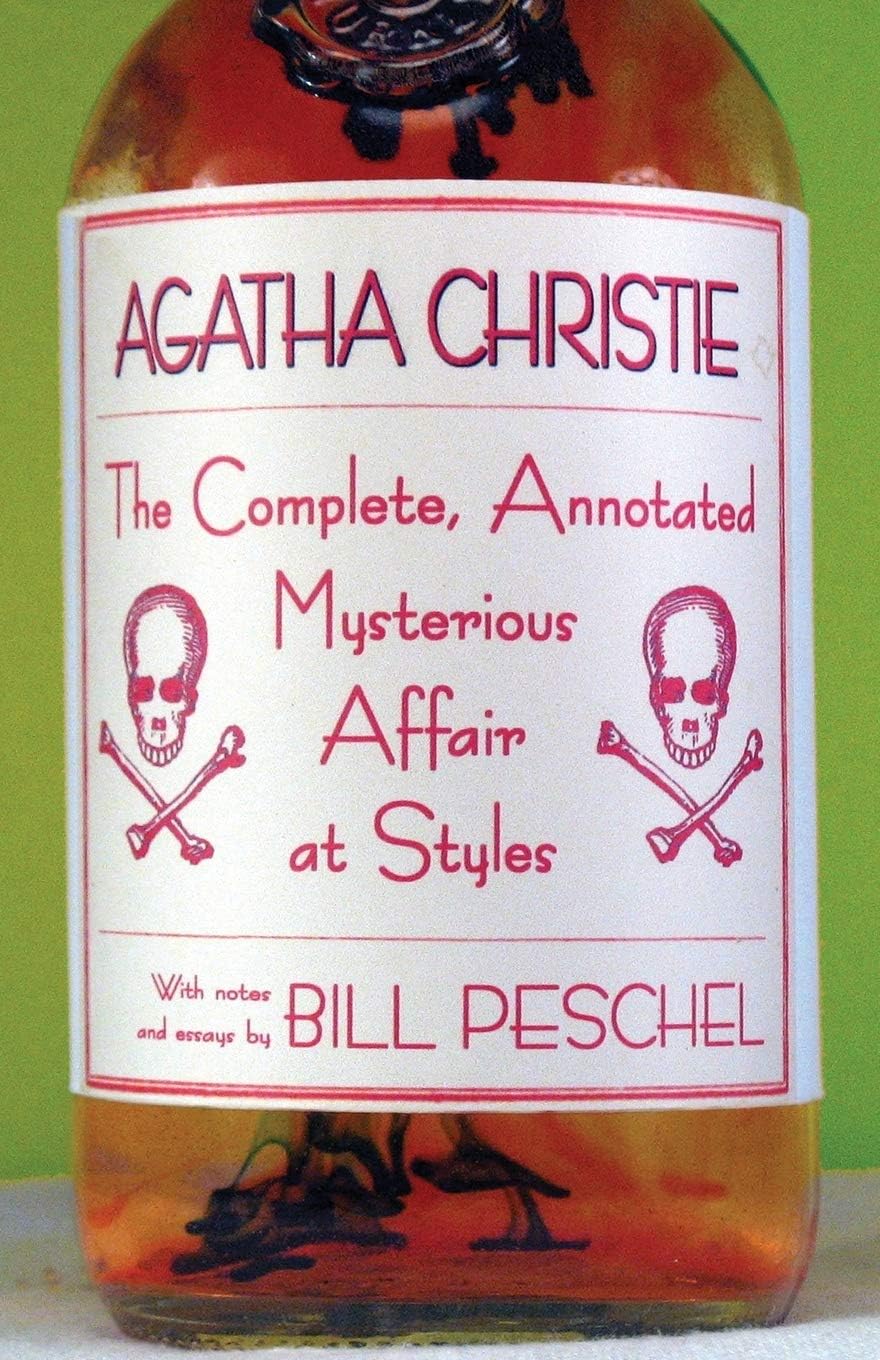 AGATHA CHRISTIE
The Complete, Annotated
Mysterious
Affair
at Styles
With notes
and essays by BILL PESCHEL